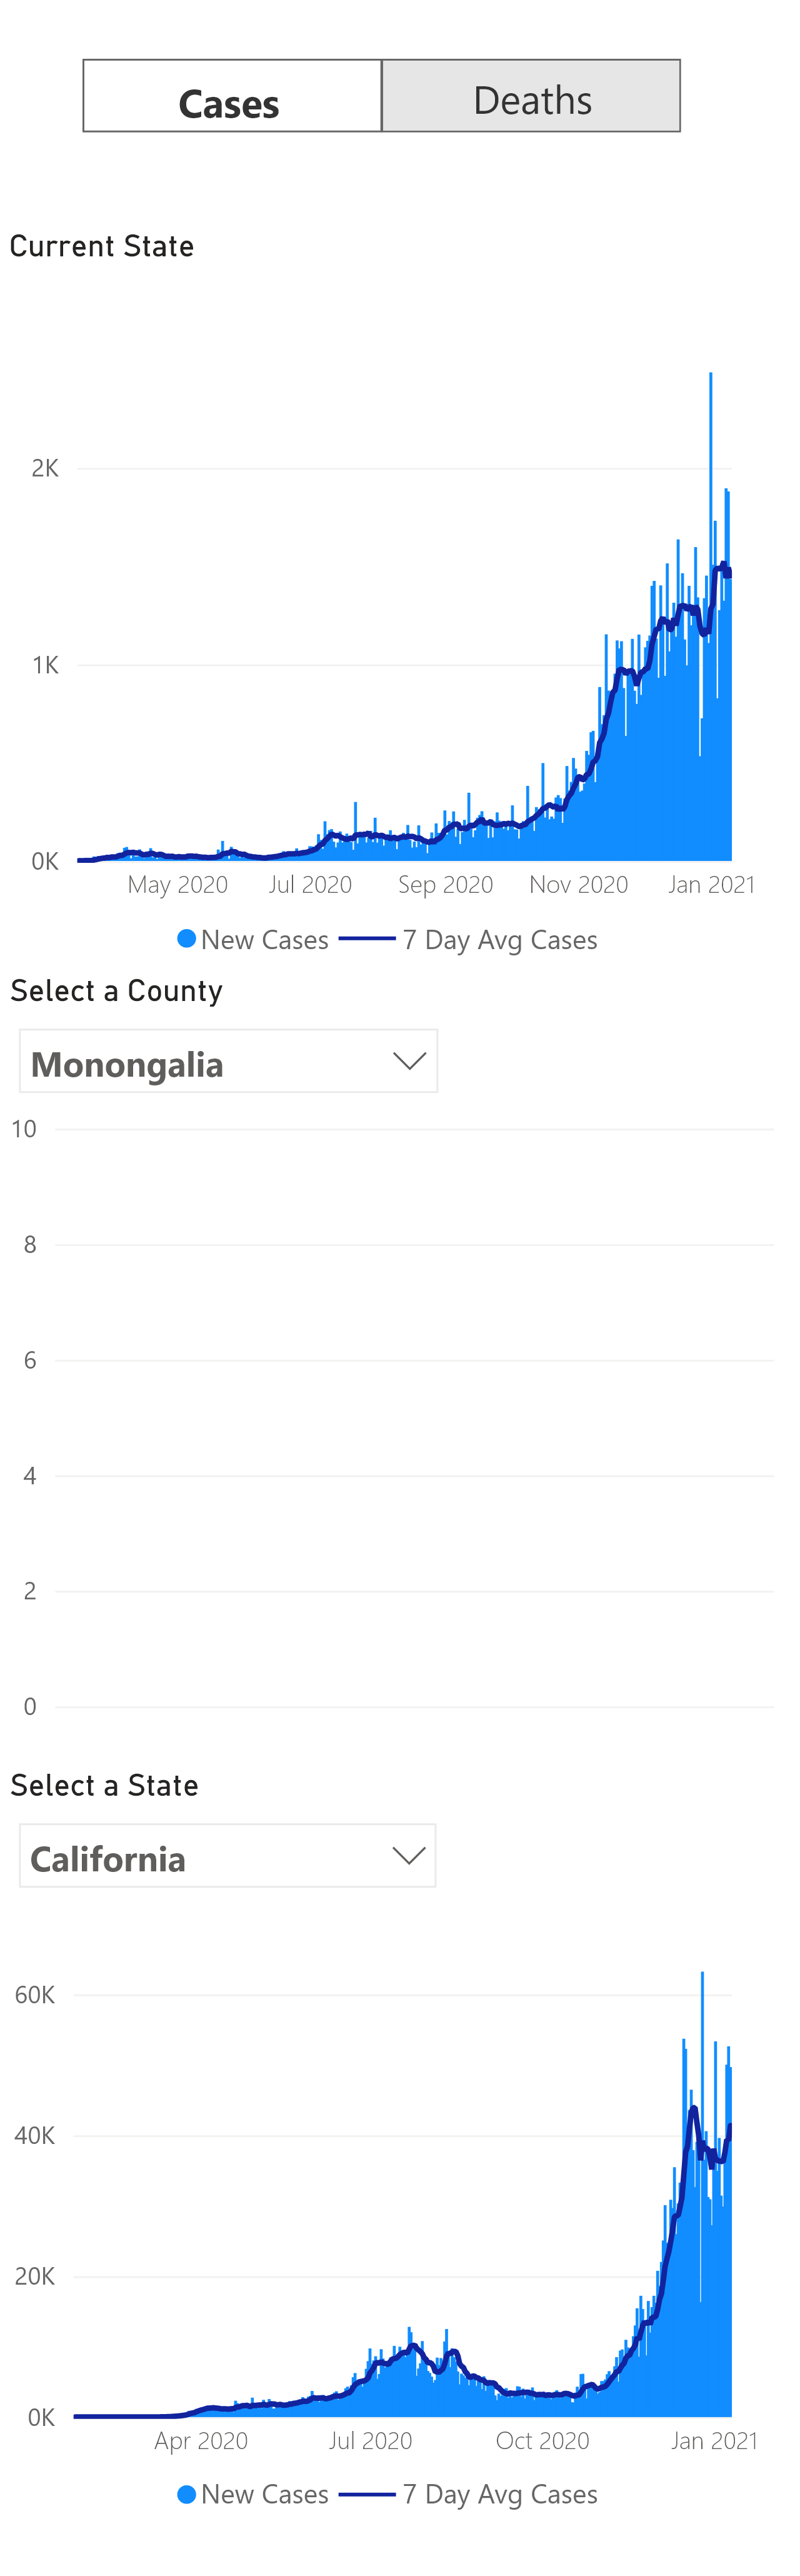 Cases Deaths
Current State
2K
1K
0K
May 2020 Jul 2020 Sep 2020 Nov 2020 Jan 2021
New Cases 7 Day Avg Cases
Select a County
Monongalia
10
8
6
4
2
0
Select a State
California
60K
40K
20K
0K
Apr 2020 Jul 2020 Oct 2020 Jan 2021
New Cases 7 Day Avg Cases